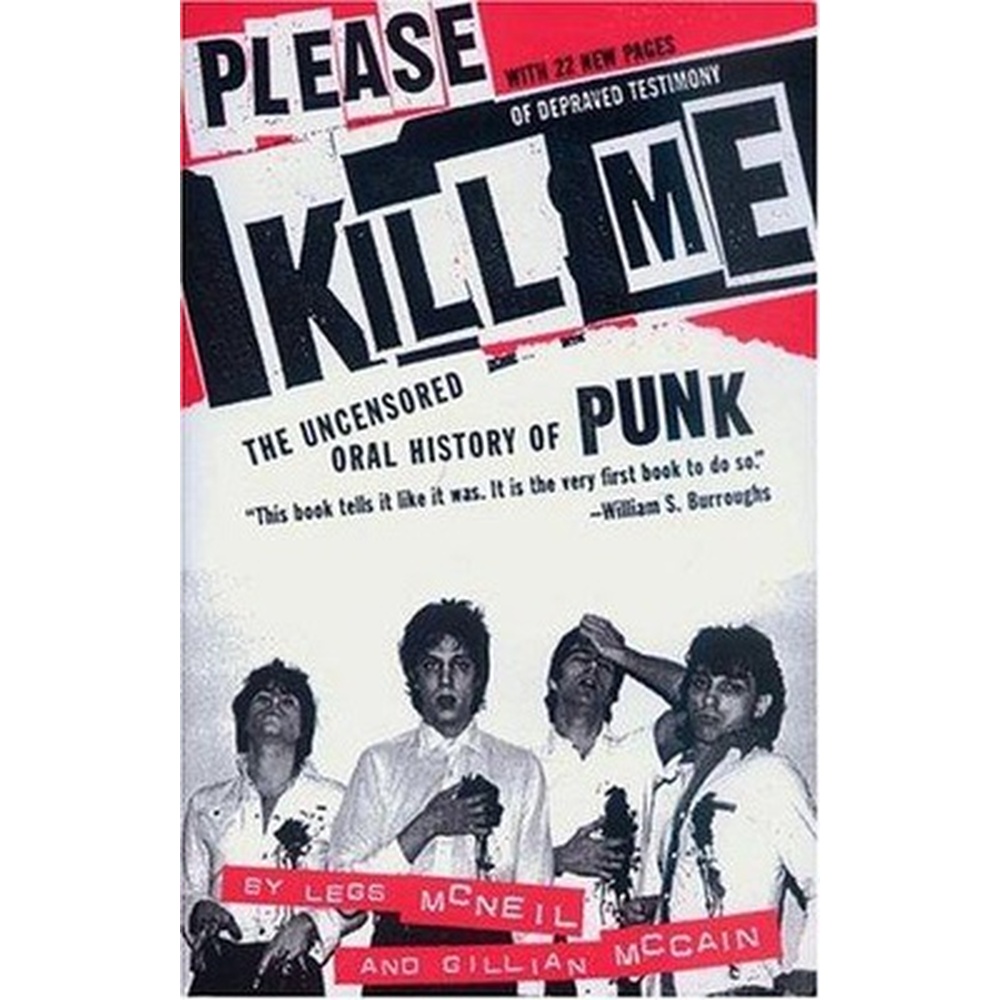 PLEASE
WITH 22 NEW PAGES
OF DEPRAVED TESTIMONY
KILL ME
THE UNCENSORED
ORAL HISTORY OF PUNK
"This book tells it like it was. It is the very first book to do so."
–William S. Burroughs
BY LEGS MCNEIL
AND GILLIAN MCCAIN